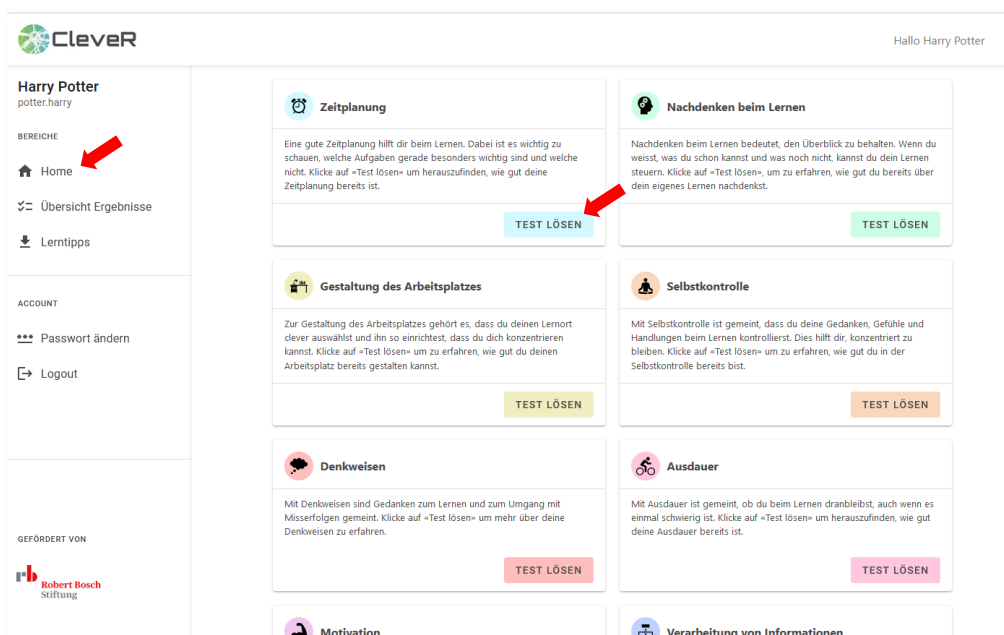 CleveR
Hallo Harry Potter
Harry Potter
potter.harry
BEREICHE
Home
Übersicht Ergebnisse
Lerntipps
ACCOUNT
Passwort ändern
Logout
GEFÖRDERT VON
rb
Robert Bosch
Stiftung
Zeitplanung
Eine gute Zeitplanung hilft dir beim Lernen. Dabei ist es wichtig zu
schauen, welche Aufgaben gerade besonders wichtig sind und welche
nicht. Klicke auf «Test lösen» um herauszufinden, wie gut deine
Zeitplanung bereits ist.
TEST LÖSEN
Nachdenken beim Lernen
Nachdenken beim Lernen bedeutet, den Überblick zu behalten. Wenn du
weisst, was du schon kannst und was noch nicht, kannst du dein Lernen
steuern. Klicke auf «Test lösen», um zu erfahren, wie gut du bereits über
dein eigenes Lernen nachdenkst.
TEST LÖSEN
Gestaltung des Arbeitsplatzes
Zur Gestaltung des Arbeitsplatzes gehört es, dass du deinen Lernort
clever auswählst und ihn so einrichtest, dass du dich konzentrieren
kannst. Klicke auf «Test lösen» um zu erfahren, wie gut du deinen
Arbeitsplatz bereits gestalten kannst.
TEST LÖSEN
Selbstkontrolle
Mit Selbstkontrolle ist gemeint, dass du deine Gedanken, Gefühle und
Handlungen beim Lernen kontrollierst. Dies hilft dir, konzentriert zu
bleiben. Klicke auf «Test lösen» um zu erfahren, wie gut du in der
Selbstkontrolle bereits bist.
TEST LÖSEN
Denkweisen
Mit Denkweisen sind Gedanken zum Lernen und zum Umgang mit
Misserfolgen gemeint. Klicke auf «Test lösen» um mehr über deine
Denkweisen zu erfahren.
TEST LÖSEN
Ausdauer
Mit Ausdauer ist gemeint, ob du beim Lernen dranbleibst, auch wenn es
einmal schwierig ist. Klicke auf «Test lösen» um herauszufinden, wie gut
deine Ausdauer bereits ist.
TEST LÖSEN
Motivation
Verarbeitung von Informationen